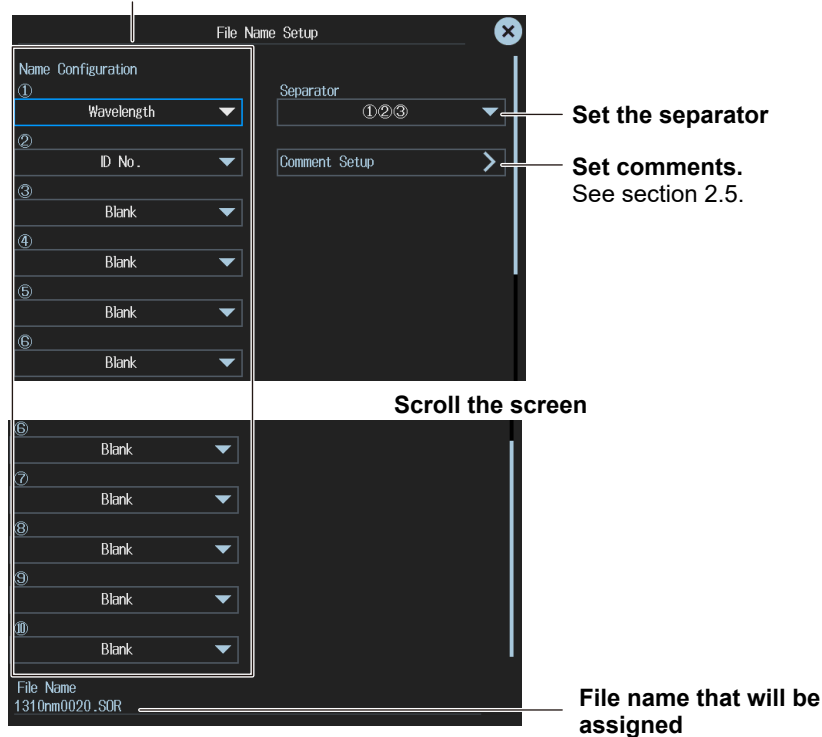 File Name Setup
Name Configuration
①
Wavelength
②
ID No.
③
Blank
④
Blank
⑤
Blank
⑥
Blank
Separator
①②③
Comment Setup
Set the separator
Set comments.
See section 2.5.
Scroll the screen
⑥
Blank
⑦
Blank
⑧
Blank
⑨
Blank
⑩
Blank
File Name
1310nm0020.SOR
File name that will be
assigned